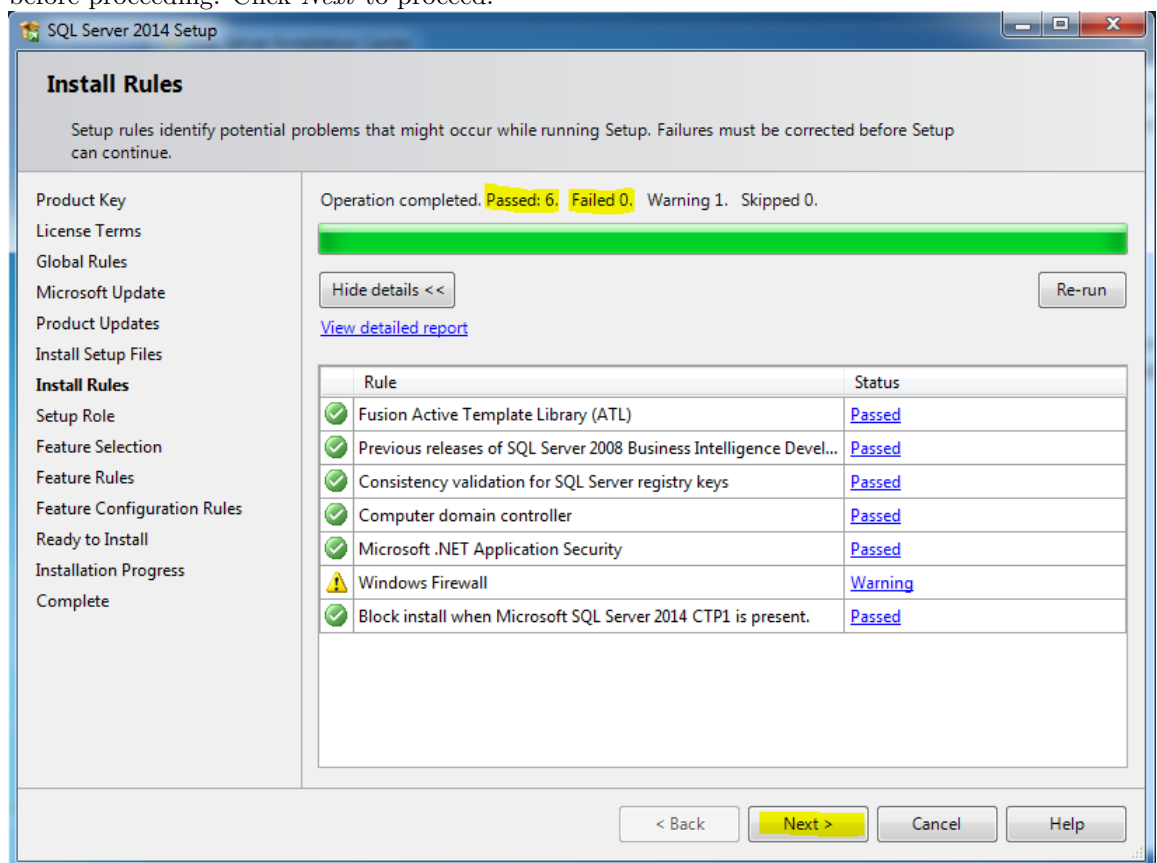 before proceeding. Click Next to proceed.
SQL Server 2014 Setup
Install Rules
Setup rules identify potential problems that might occur while running Setup. Failures must be corrected before Setup
can continue.
Product Key
License Terms
Global Rules
Microsoft Update
Product Updates
Install Setup Files
Install Rules
Setup Role
Feature Selection
Feature Rules
Feature Configuration Rules
Ready to Install
Installation Progress
Complete
Operation completed. Passed: 6. Failed 0. Warning 1. Skipped 0.
Hide details <<
Re-run
View detailed report
Rule Status
Fusion Active Template Library (ATL) Passed
Previous releases of SQL Server 2008 Business Intelligence Devel... Passed
Consistency validation for SQL Server registry keys Passed
Computer domain controller Passed
Microsoft .NET Application Security Passed
Windows Firewall Warning
Block install when Microsoft SQL Server 2014 CTP1 is present. Passed
< Back Next > Cancel Help